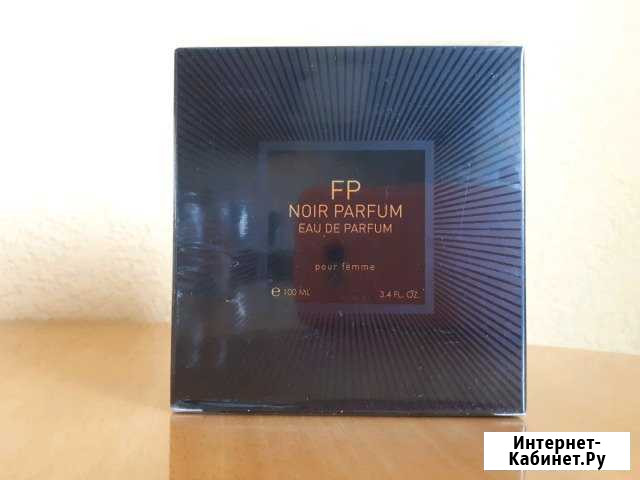 FP
NOIR PARFUM
EAU DE PARFUM
pour femme
℮ 100 ML 3.4 FL. OZ.
Интернет-
Кабинет.Ру